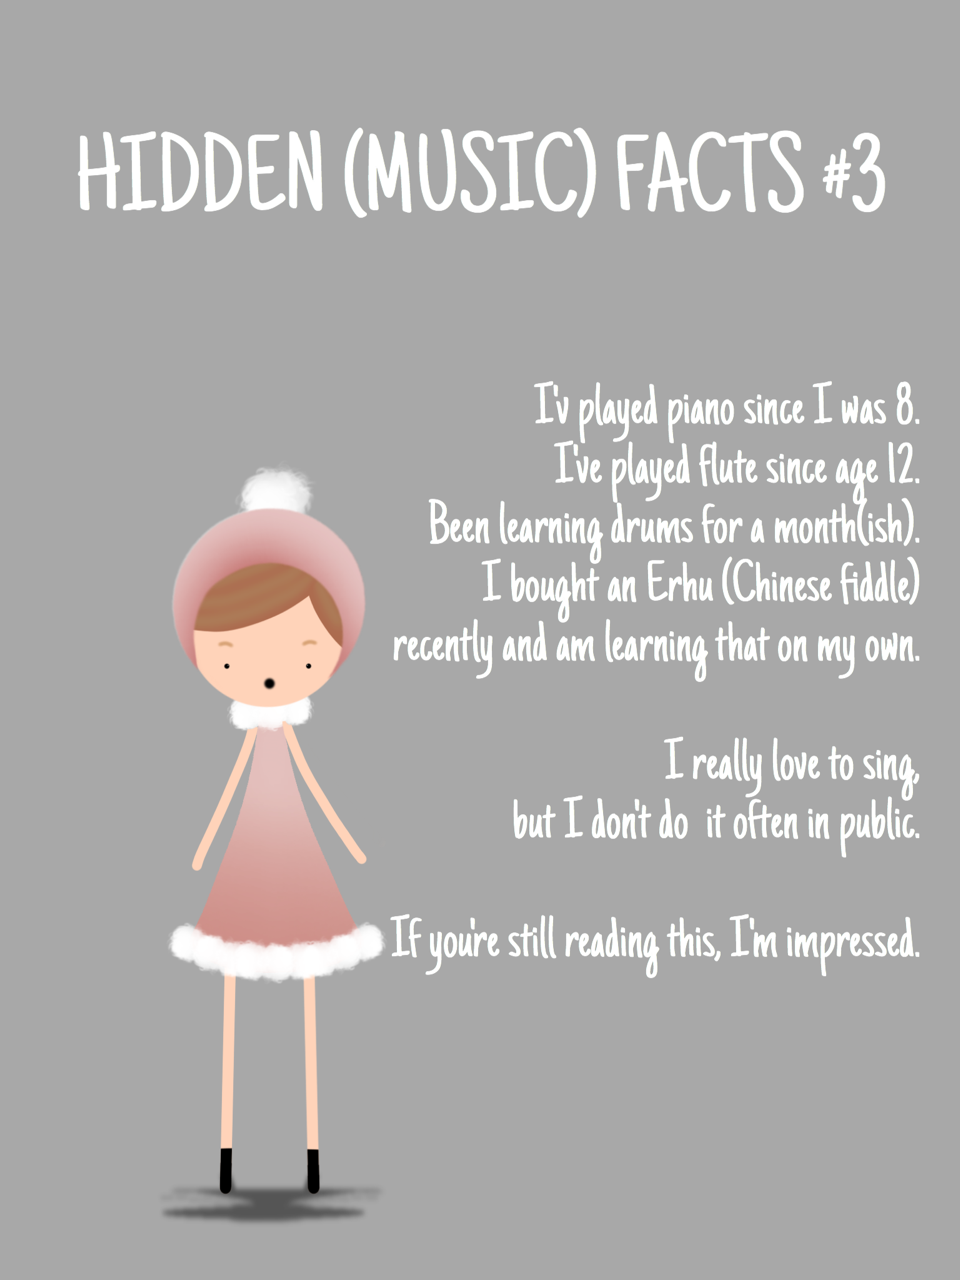 HIDDEN (MUSIC) FACTS #3
I'v played piano since I was 8.
I've played flute since age 12.
Been learning drums for a month(ish).
I bought an Erhu (Chinese fiddle)
recently and am learning that on my own.
I really love to sing,
but I don't do  it often in public.
If you're still reading this, I'm impressed.